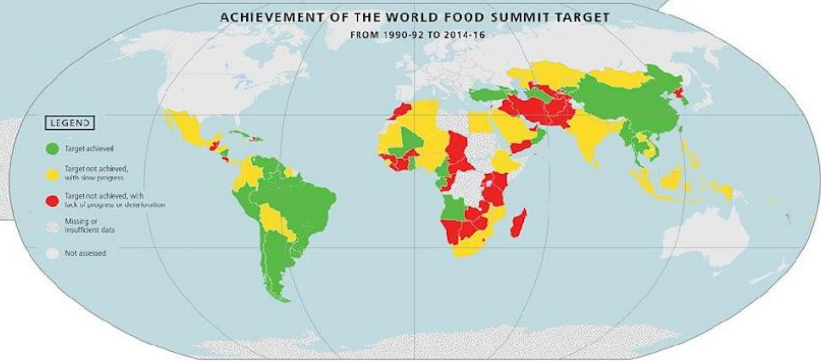 ACHIEVEMENT OF THE WORLD FOOD SUMMIT TARGET
FROM 1990-92 TO 2014-16
LEGEND
Target achieved
Target not achieved,
with slow progress
Target not achieved, with
lack of progress or deterioration
Missing or
insufficient data
Not assessed